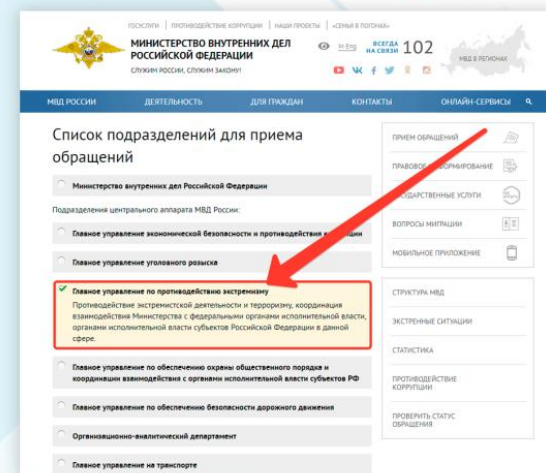 ГОСУСЛУГИ | ПРОТИВОДЕЙСТВИЕ КОРРУПЦИИ | НАШИ ПРОЕКТЫ | «СЕМЬЯ В ПОГОНАХ»
МИНИСТЕРСТВО ВНУТРЕННИХ ДЕЛ
РОССИЙСКОЙ ФЕДЕРАЦИИ
СЛУЖИМ РОССИИ, СЛУЖИМ ЗАКОНУ!
In Eng
ВСЕГДА
НА СВЯЗИ 102
МВД В РЕГИОНАХ
МВД РОССИИ ДЕЯТЕЛЬНОСТЬ ДЛЯ ГРАЖДАН КОНТАКТЫ ОНЛАЙН-СЕРВИСЫ
Список подразделений для приема
обращений
Министерство внутренних дел Российской Федерации
Подразделения центрального аппарата МВД России:
Главное управление экономической безопасности и противодействия
Главное управление уголовного розыска
Главное управление по противодействию экстремизму
Противодействие экстремистской деятельности и терроризму, координация
взаимодействия Министерства с федеральными органами исполнительной власти,
органами исполнительной власти субъектов Российской Федерации в данной
сфере.
Главное управление по обеспечению охраны общественного порядка и
координации взаимодействия с органами исполнительной власти субъектов РФ
Главное управление по обеспечению безопасности дорожного движения
Организационно-аналитический департамент
Главное управление на транспорте
ПРИЕМ ОБРАЩЕНИЙ
ПРАВОВОЕ ИНФОРМИРОВАНИЕ
ГОСУДАРСТВЕННЫЕ УСЛУГИ
ВОПРОСЫ МИГРАЦИИ
МОБИЛЬНОЕ ПРИЛОЖЕНИЕ
СТРУКТУРА МВД
ЭКСТРЕННЫЕ СИТУАЦИИ
СТАТИСТИКА
ПРОТИВОДЕЙСТВИЕ
КОРРУПЦИИ
ПРОВЕРИТЬ СТАТУС
ОБРАЩЕНИЯ